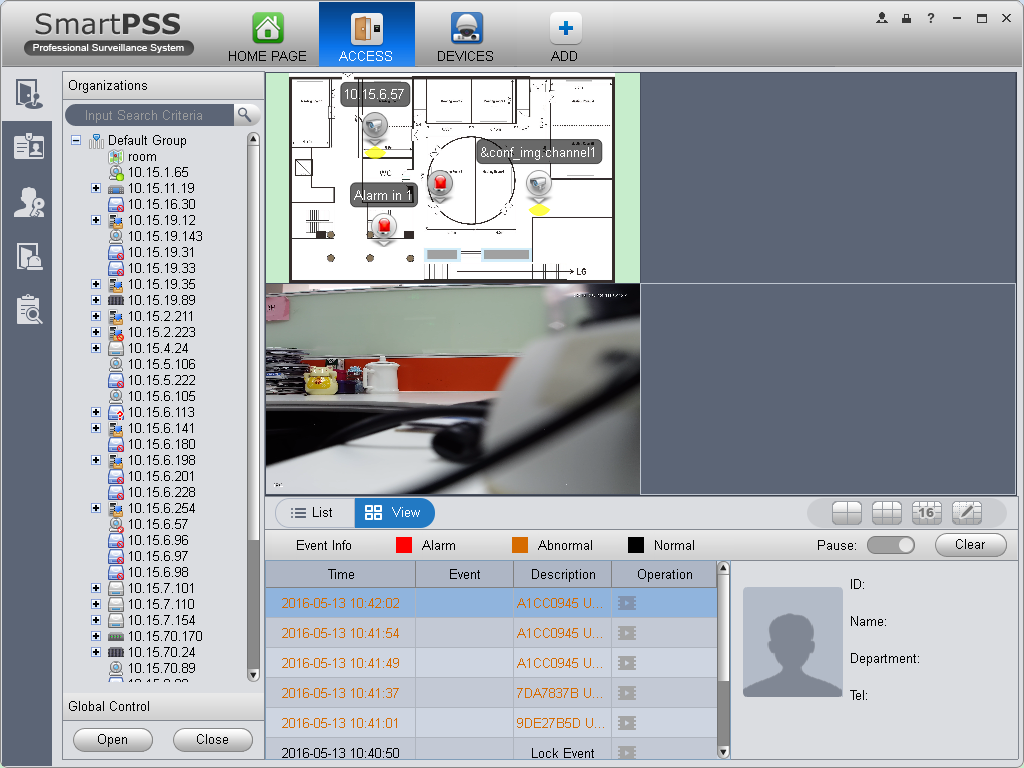 SmartPSS
Professional Surveillance System
HOME PAGE
ACCESS
DEVICES
ADD
?
Organizations
Input Search Criteria
Default Group
room
10.15.1.65
10.15.11.19
10.15.16.30
10.15.19.12
10.15.19.143
10.15.19.31
10.15.19.33
10.15.19.35
10.15.19.89
10.15.2.211
10.15.2.223
10.15.4.24
10.15.5.106
10.15.5.222
10.15.6.105
10.15.6.113
10.15.6.141
10.15.6.180
10.15.6.198
10.15.6.201
10.15.6.228
10.15.6.254
10.15.6.57
10.15.6.96
10.15.6.97
10.15.6.98
10.15.7.101
10.15.7.110
10.15.7.154
10.15.70.170
10.15.70.24
10.15.70.89
Global Control
Open
Close
10.15.6.57
&conf_img.channel1
WC
Alarm in 1
LG
List
View
16
Event Info
Alarm
Abnormal
Normal
Pause:
Clear
Time
Event
Description
Operation
2016-05-13 10:42:02
A1CC0945 U...
2016-05-13 10:41:54
A1CC0945 U...
2016-05-13 10:41:49
A1CC0945 U...
2016-05-13 10:41:37
7DA7837B U...
2016-05-13 10:41:01
9DE27B5D U...
2016-05-13 10:40:50
Lock Event
ID:
Name:
Department:
Tel: